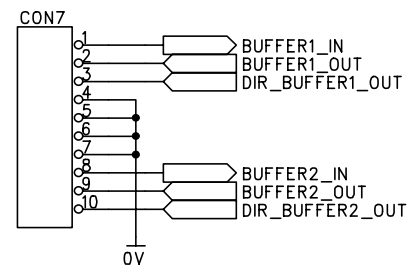 CON7
1 BUFFER1_IN
2 BUFFER1_OUT
3 DIR_BUFFER1_OUT
4
5
6
7
8 BUFFER2_IN
9 BUFFER2_OUT
10 DIR_BUFFER2_OUT
0V